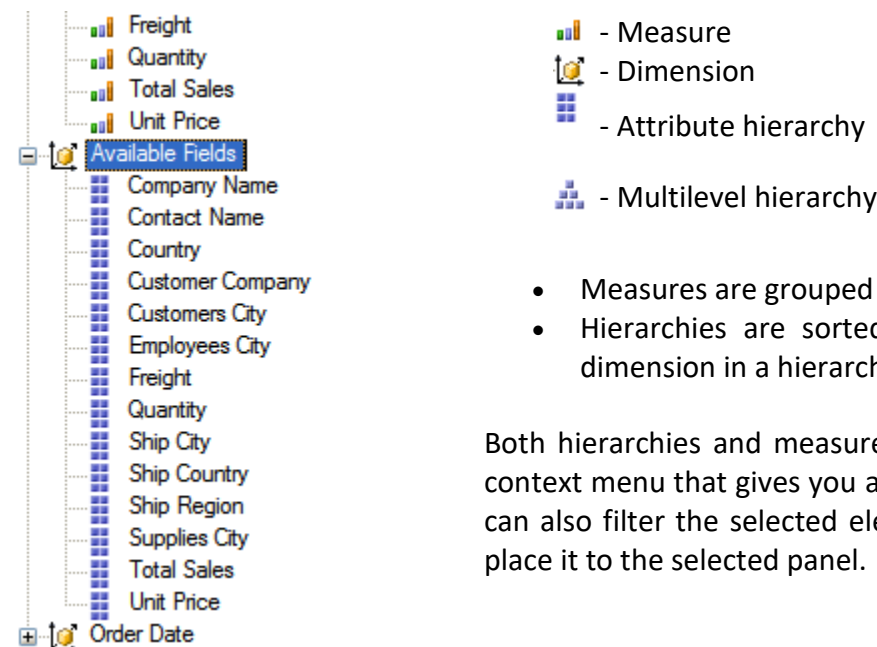 Freight
Quantity
Total Sales
Unit Price
Available Fields
Company Name
Contact Name
Country
Customer Company
Customers City
Employees City
Freight
Quantity
Ship City
Ship Country
Ship Region
Supplies City
Total Sales
Unit Price
Order Date
- Measure
- Dimension
- Attribute hierarchy
- Multilevel hierarchy
• Measures are grouped
• Hierarchies are sorted
dimension in a hierarch
Both hierarchies and measure
context menu that gives you a
can also filter the selected ele
place it to the selected panel.